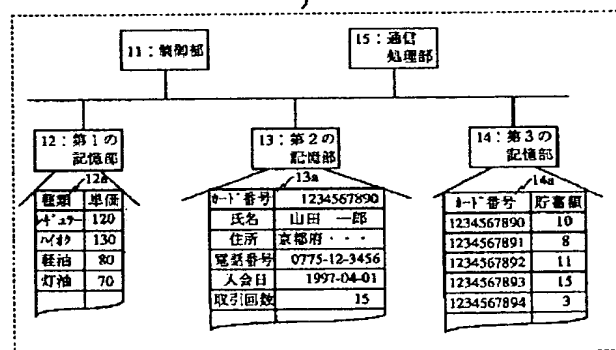 11：制御部
15：通信
処理部
12：第1の
記憶部
13：第2の
記憶部
14：第3の
記憶部
12a
13a
14a
種類 単価
レギュラー 120
ハイオク 130
軽油 80
灯油 70
カード番号 1234567890
氏名 山田 一郎
住所 京都府・・・
電話番号 0775-12-3456
入会日 1997-04-01
取引回数 15
カード番号 貯蓄額
1234567890 10
1234567891 8
1234567892 11
1234567893 15
1234567894 3